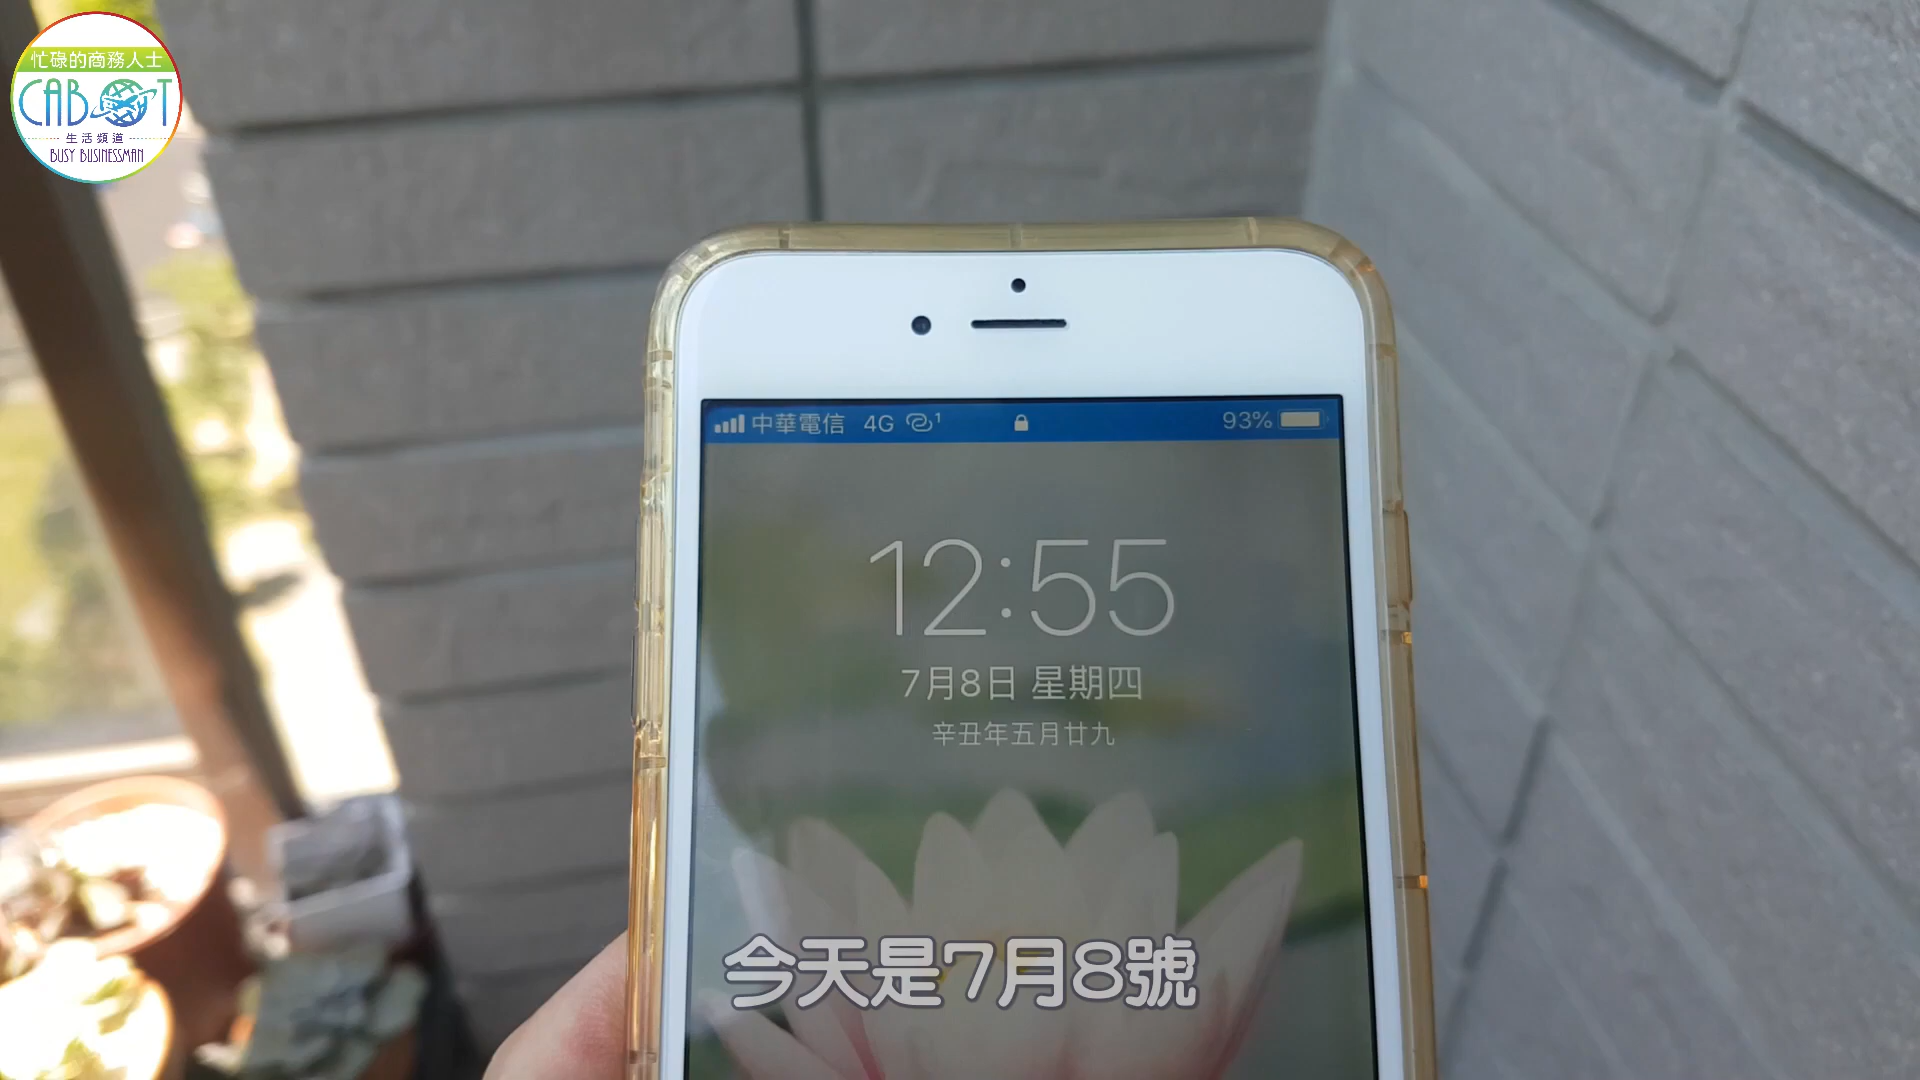 忙碌的商務人士
CABOT
生活頻道
BUSY BUSINESSMAN
中華電信 4G 1 93%
12:55
7月8日 星期四
辛丑年五月廿九
今天是7月8號